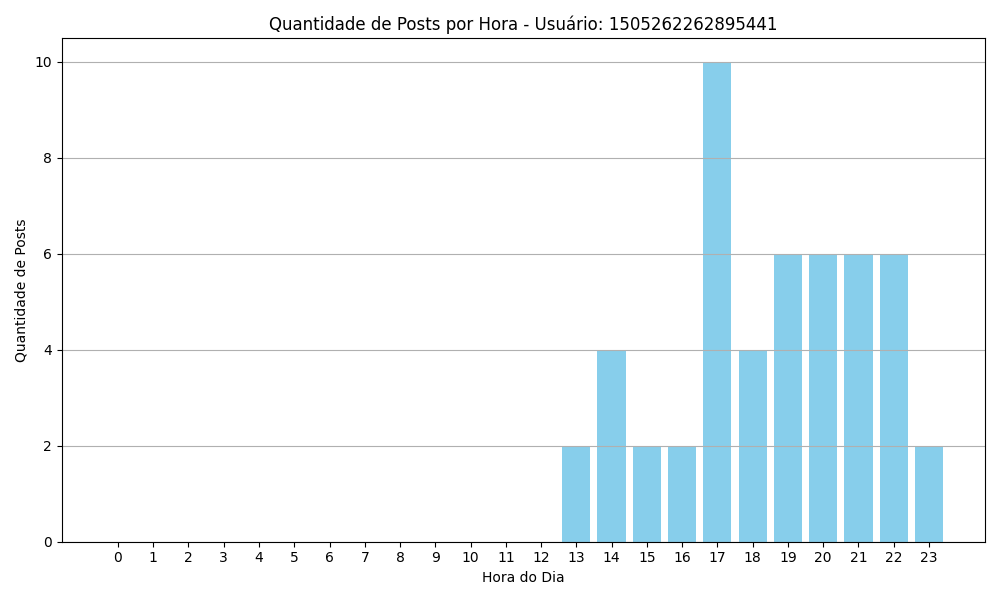 Quantidade de Posts por Hora - Usuário: 1505262262895441
Quantidade de Posts
10
8
6
4
2
0
0 1 2 3 4 5 6 7 8 9 10 11 12 13 14 15 16 17 18 19 20 21 22 23
Hora do Dia